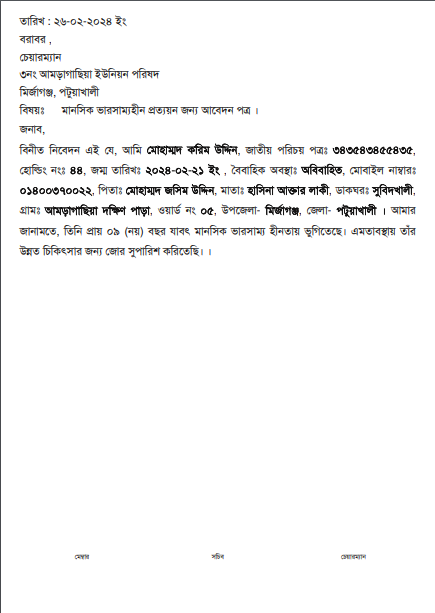 তারিখ : ২৬-০২-২০২৪ ইং
বরাবর ,
চেয়ারম্যান
৩নং আমড়াগাছিয়া ইউনিয়ন পরিষদ
মির্জাগঞ্জ, পটুয়াখালী
বিষয়ঃ মানসিক ভারসাম্যহীন প্রত্যয়ন জন্য আবেদন পত্র ।
জনাব,
বিনীত নিবেদন এই যে, আমি মোহাম্মদ করিম উদ্দিন, জাতীয় পরিচয় পত্রঃ ৩৪৩৫৪৩৪৫৫৪৩৫,
হোল্ডিং নংঃ ৪৪, জন্ম তারিখঃ ২০২৪-০২-২১ ইং , বৈবাহিক অবস্থাঃ অবিবাহিত, মোবাইল নাম্বারঃ
০১৪০০৩৭০০২২, পিতাঃ মোহাম্মদ জসিম উদ্দিন, মাতাঃ হাসিনা আক্তার লাকী, ডাকঘরঃ সুবিদখালী,
গ্রামঃ আমড়াগাছিয়া দক্ষিণ পাড়া, ওয়ার্ড নং ০৫, উপজেলা- মির্জাগঞ্জ, জেলা- পটুয়াখালী । আমার
জানামতে, তিনি প্রায় ০৯ (নয়) বছর যাবৎ মানসিক ভারসাম্য হীনতায় ভুগিতেছে। এমতাবস্থায় তাঁর
উন্নত চিকিৎসার জন্য জোর সুপারিশ করিতেছি। ।
মেম্বার সচিব চেয়ারম্যান